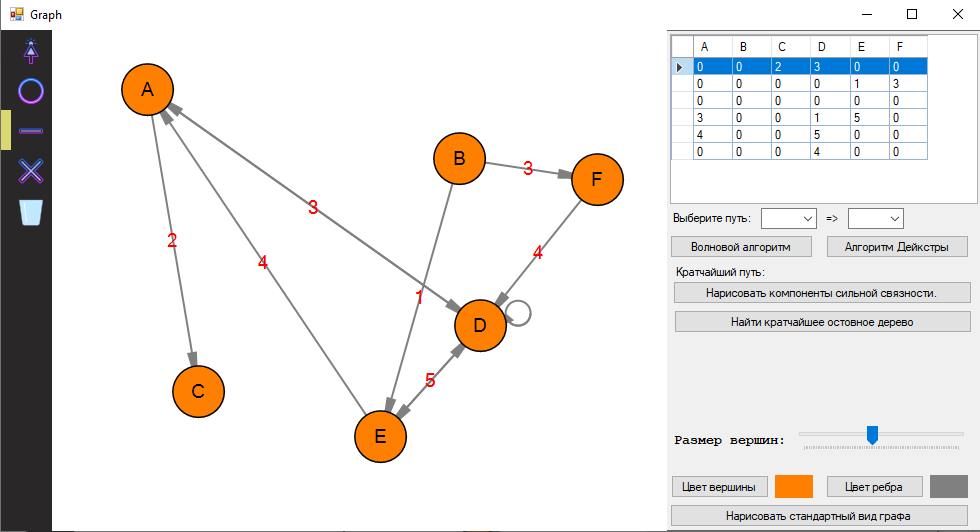 Graph
A
B
F
D
C
E
3
3
2
4
4
1
5
A B C D E F
0 0 2 3 0 0
0 0 0 0 1 3
0 0 0 0 0 0
3 0 0 1 5 0
4 0 0 5 0 0
0 0 0 4 0 0
Выберите путь: =>
Волновой алгоритм Алгоритм Дейкстры
Кратчайший путь:
Нарисовать компоненты сильной связности.
Найти кратчайшее остовное дерево
Размер вершин:
Цвет вершины Цвет ребра
Нарисовать стандартный вид графа